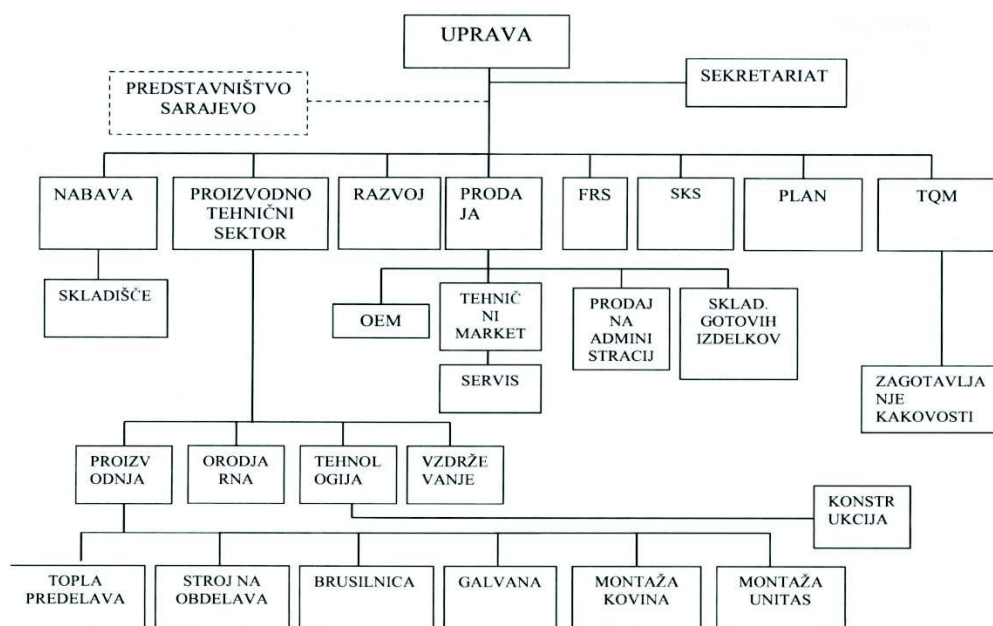 UPRAVA
SEKRETARIAT
PREDSTAVNIŠTVO
SARAJEVO
NABAVA
PROIZVODNO
TEHNIČNI
SEKTOR
RAZVOJ
PRODA
JA
FRS
SKS
PLAN
TQM
SKLADIŠČE
OEM
TEHNIČ
NI
MARKET
PRODAJ
NA
ADMINI
STRACIJ
SKLAD.
GOTOVIH
IZDELKOV
SERVIS
ZAGOTAVLJA
NJE
KAKOVOSTI
PROIZV
ODNJA
ORODJA
RNA
TEHNOL
OGIJA
VZDRŽE
VANJE
KONSTR
UKCIJA
TOPLA
PREDELAVA
STROJ NA
OBDELAVA
BRUSILNICA
GALVANA
MONTAŽA
KOVINA
MONTAŽA
UNITAS